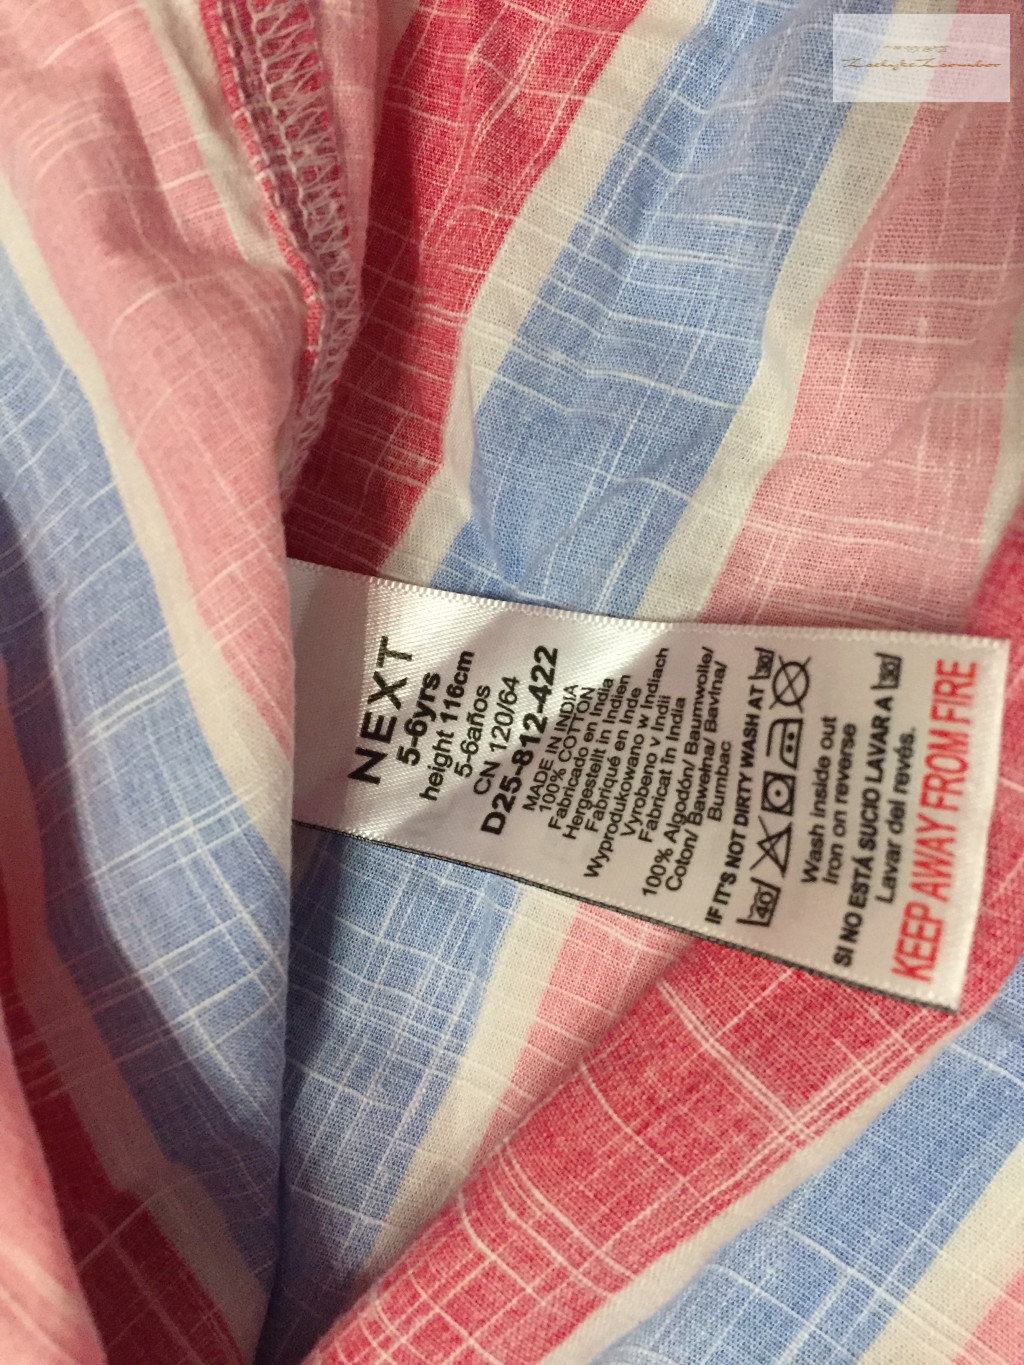 NEXT
5-6yrs
height 116cm
5-6años
CN 120/64
D25-812-422
MADE IN INDIA
100% COTTON
Fabricado en India
Hergestellt in Indien
Fabriqué en Inde
Wyprodukowano w Indiach
Vyrobeno v Indii
Fabricat în India
100% Algodón/ Baumwolle/
Coton/ Bawełna/ Bavlna/
Bumbac
IF IT'S NOT DIRTY WASH AT 30
40
Wash inside out
Iron on reverse
SI NO ESTÁ SUCIO LAVAR A 30
Lavar del revés.
KEEP AWAY FROM FIRE